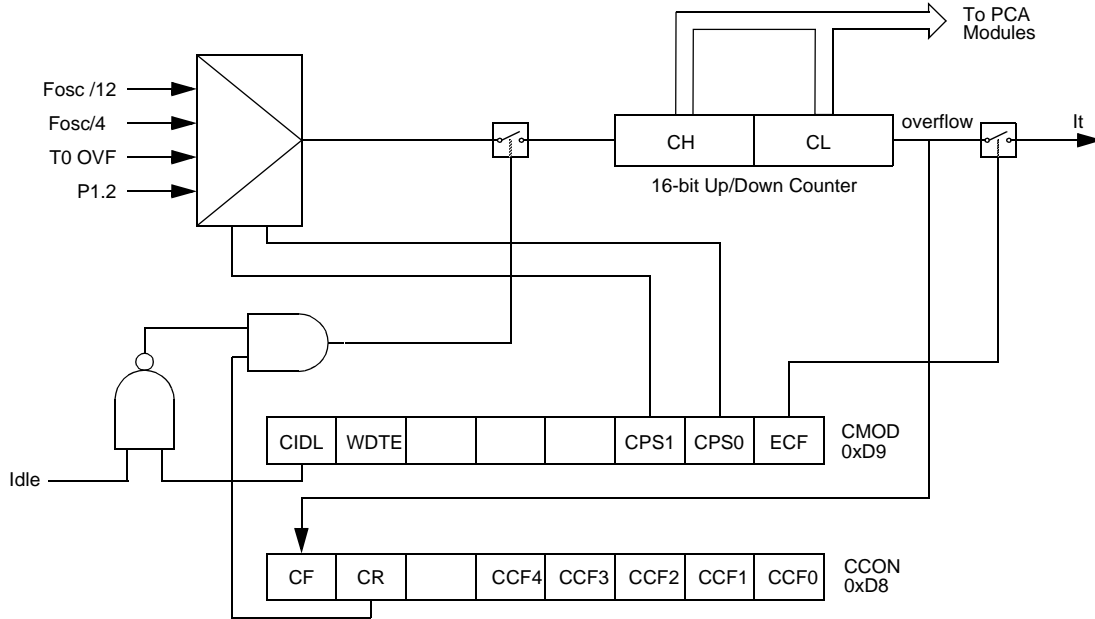 To PCA
Modules
Fosc /12
Fosc/4
T0 OVF
P1.2
CH
CL
overflow
It
16-bit Up/Down Counter
CIDL
WDTE
CPS1
CPS0
ECF
CMOD
0xD9
Idle
CF
CR
CCF4
CCF3
CCF2
CCF1
CCF0
CCON
0xD8